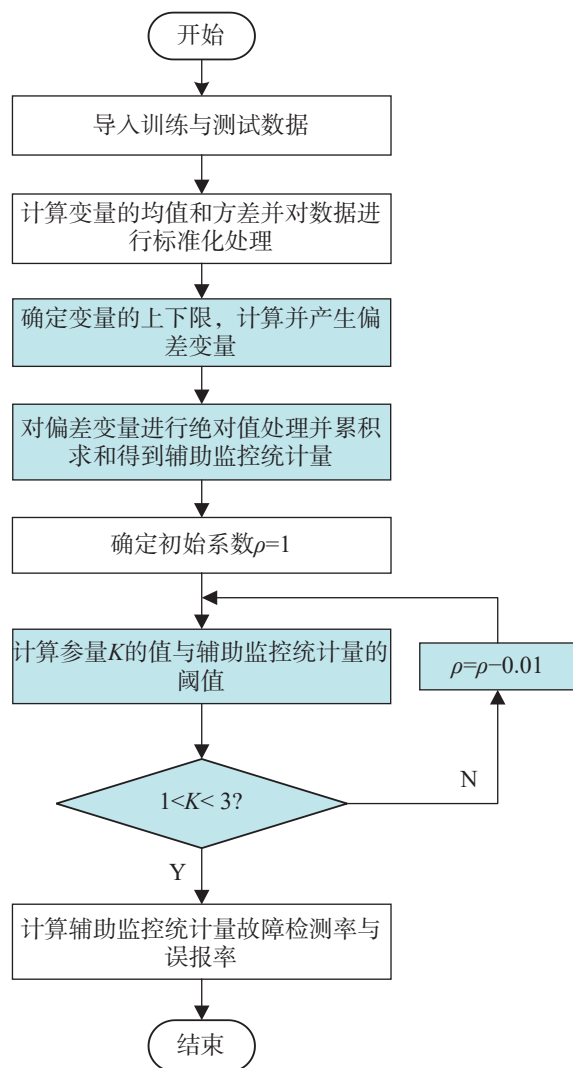 开始
导入训练与测试数据
计算变量的均值和方差并对数据进
行标准化处理
确定变量的上下限，计算并产生偏
差变量
对偏差变量进行绝对值处理并累积
求和得到辅助监控统计量
确定初始系数ρ=1
计算参量K的值与辅助监控统计量的
阈值
ρ=ρ−0.01
1<K< 3?
N
Y
计算辅助监控统计量故障检测率与
误报率
结束